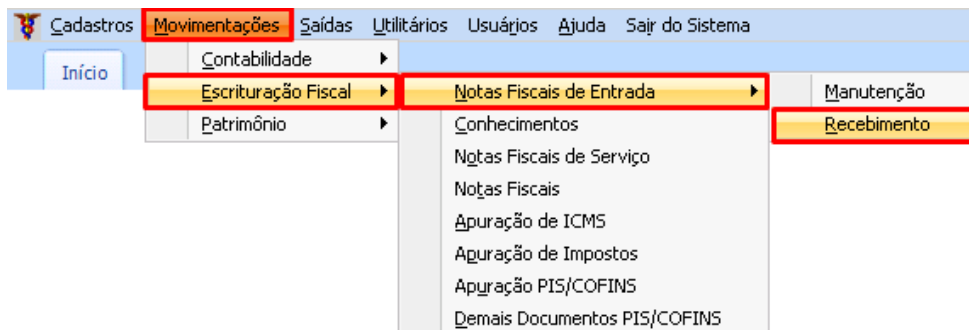 Cadastros Movimentações Saídas Utilitários Usuários Ajuda Sair do Sistema
Início
Contabilidade
Escrituração Fiscal
Patrimônio
Notas Fiscais de Entrada
Conhecimentos
Notas Fiscais de Serviço
Notas Fiscais
Apuração de ICMS
Apuração de Impostos
Apuração PIS/COFINS
Demais Documentos PIS/COFINS
Manutenção
Recebimento